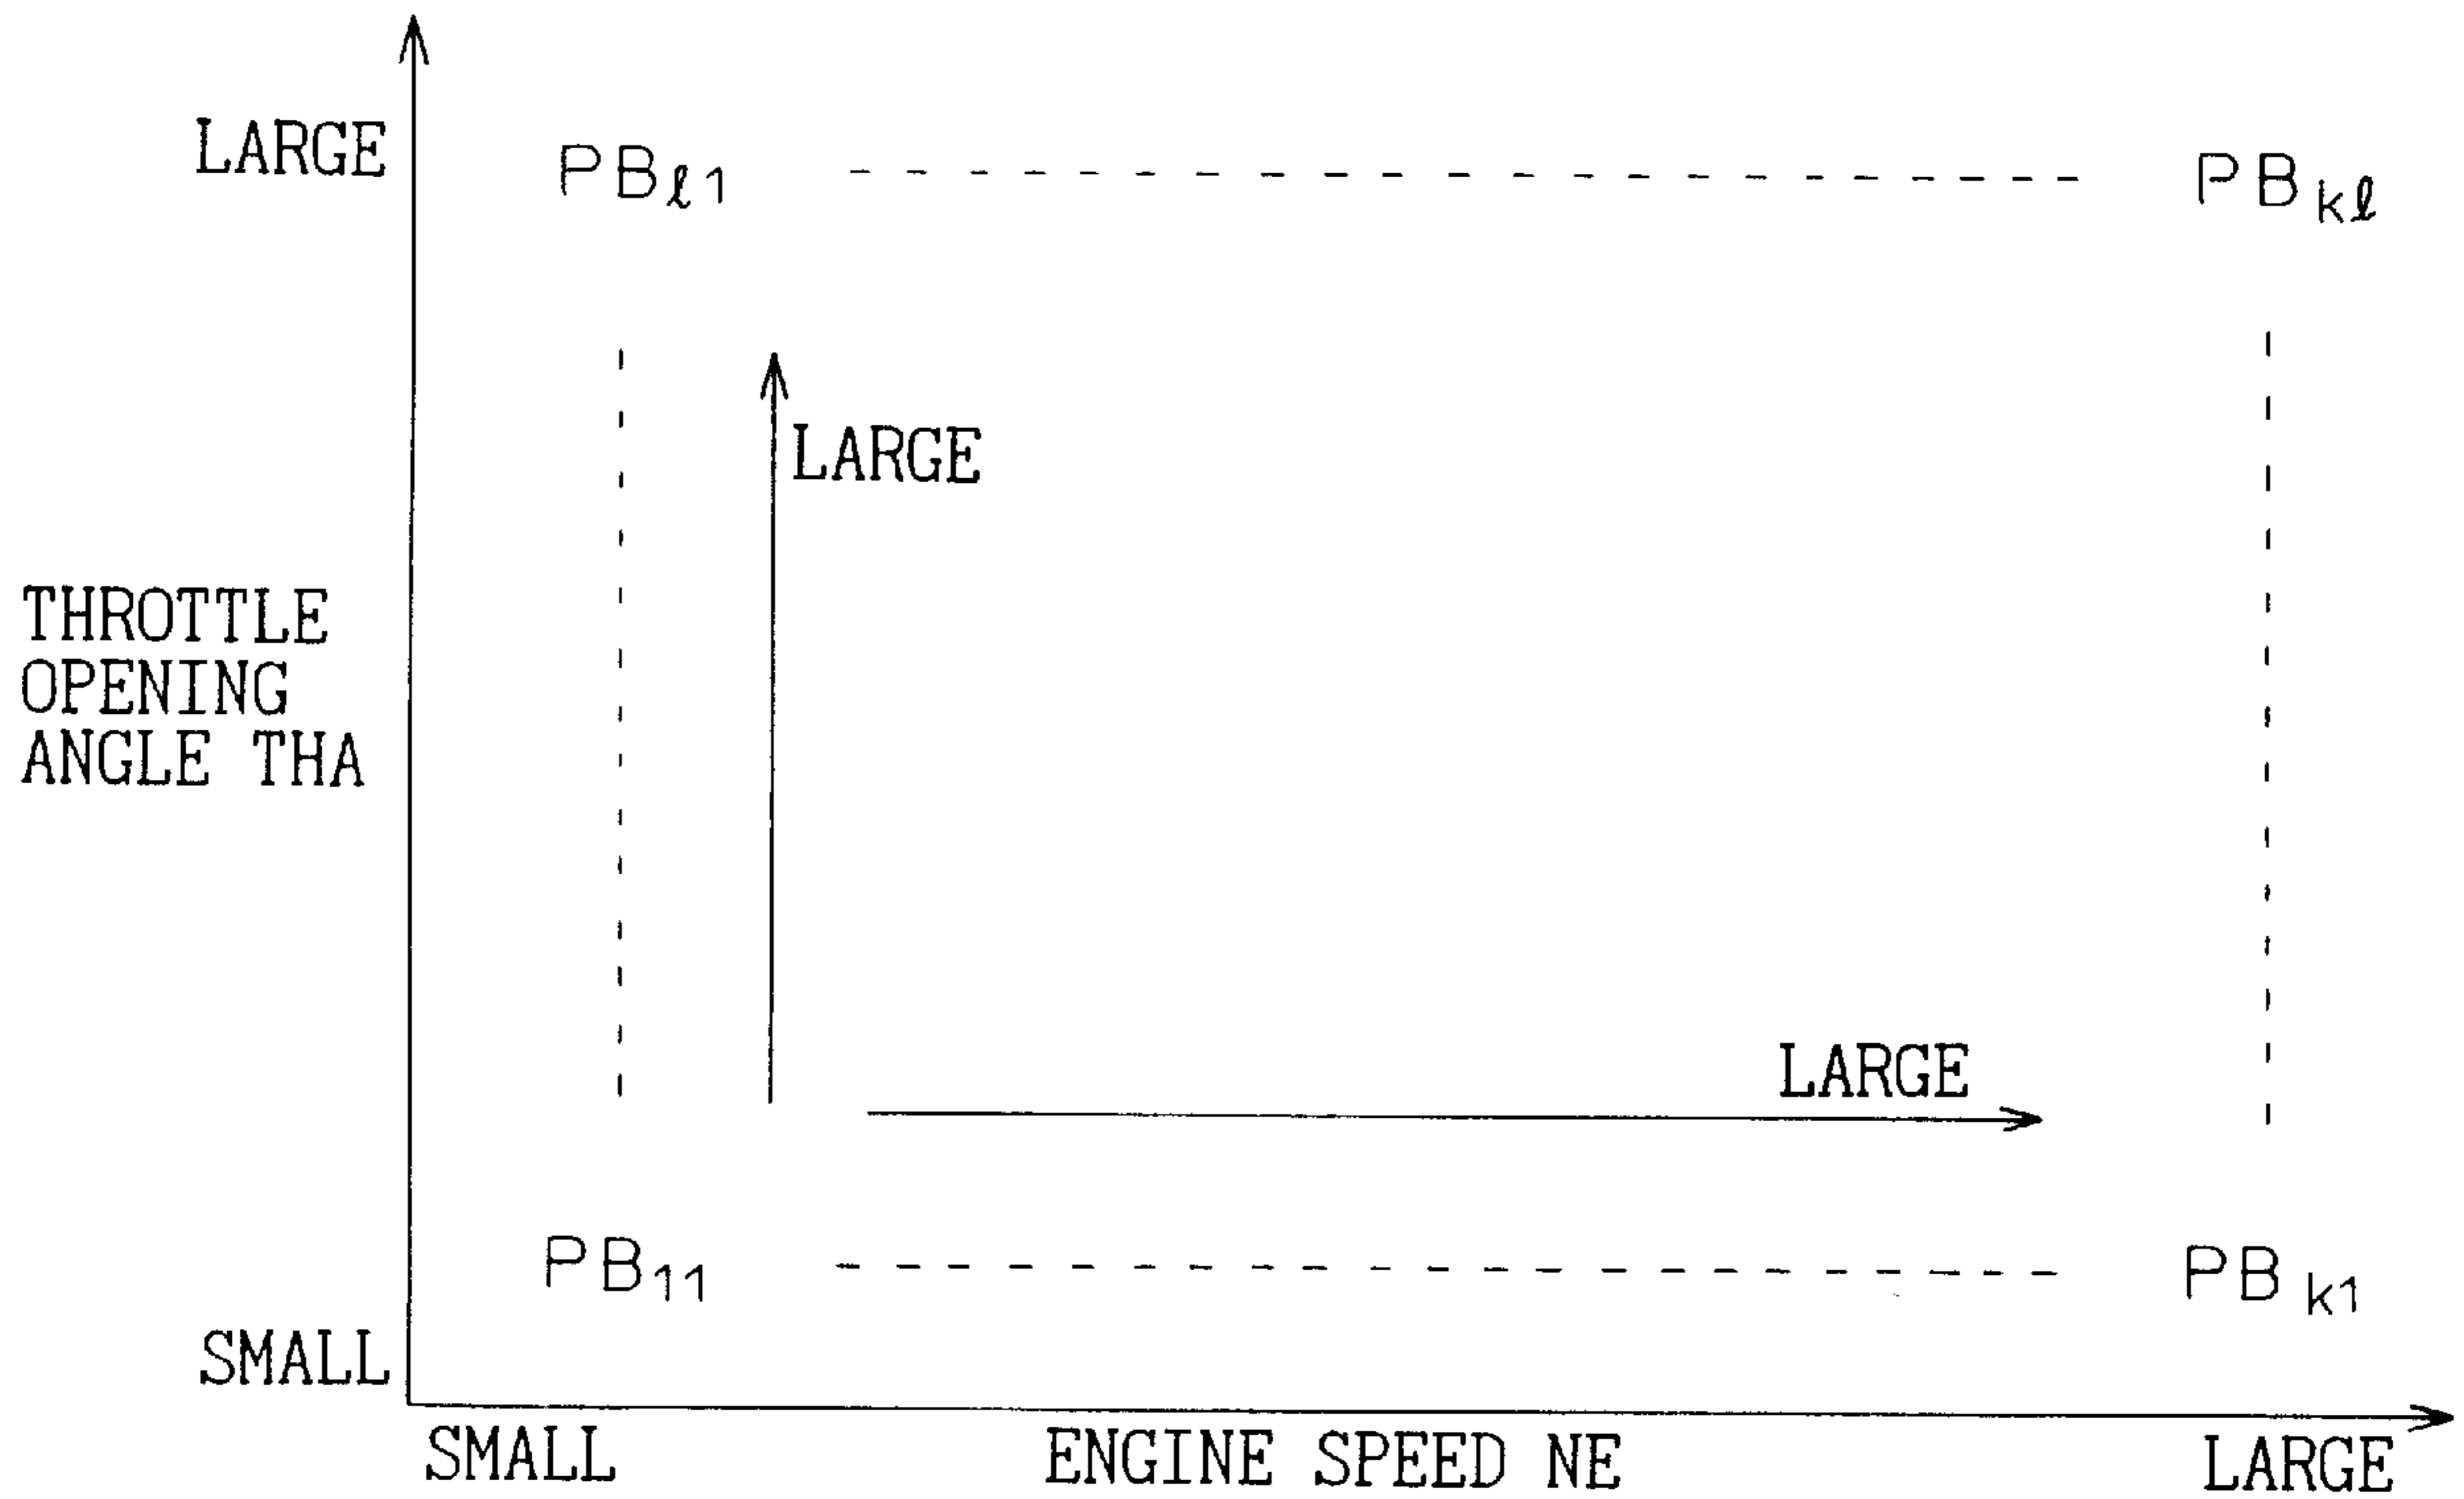 LARGE
PBℓ1
PBkℓ
LARGE
THROTTLE
OPENING
ANGLE THA
LARGE
PB11
PBk1
SMALL
SMALL
ENGINE SPEED NE
LARGE